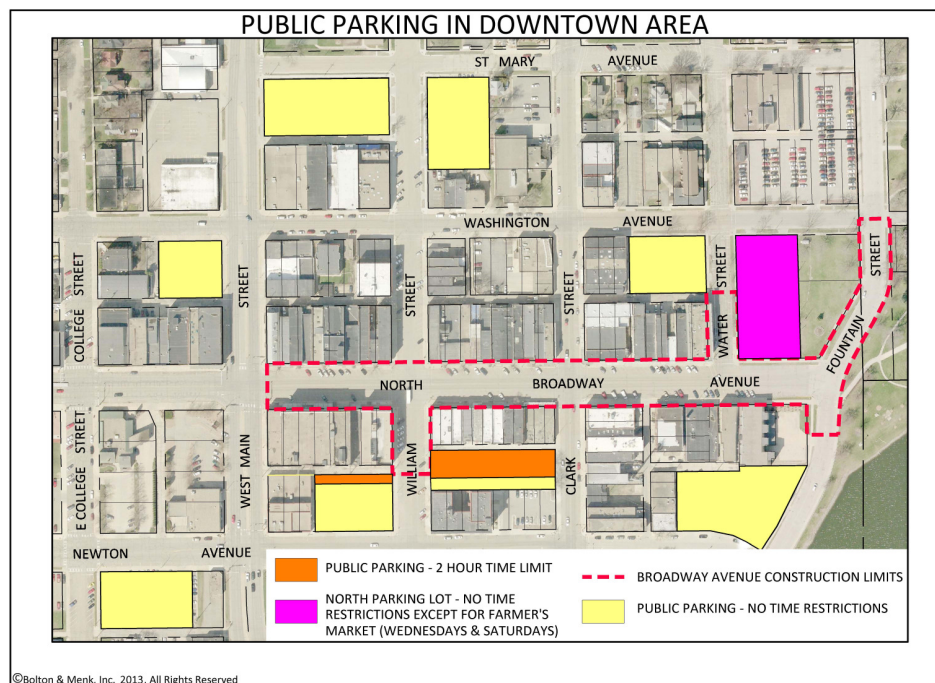 PUBLIC PARKING IN DOWNTOWN AREA
ST MARY AVENUE
WASHINGTON AVENUE
COLLEGE STREET
STREET
STREET
STREET
WATER STREET
FOUNTAIN STREET
NORTH BROADWAY AVENUE
E COLLEGE STREET
WEST MAIN
WILLIAM
CLARK
NEWTON AVENUE
PUBLIC PARKING - 2 HOUR TIME LIMIT
NORTH PARKING LOT - NO TIME
RESTRICTIONS EXCEPT FOR FARMER'S
MARKET (WEDNESDAYS & SATURDAYS)
BROADWAY AVENUE CONSTRUCTION LIMITS
PUBLIC PARKING - NO TIME RESTRICTIONS
©Bolton & Menk, Inc. 2013, All Rights Reserved